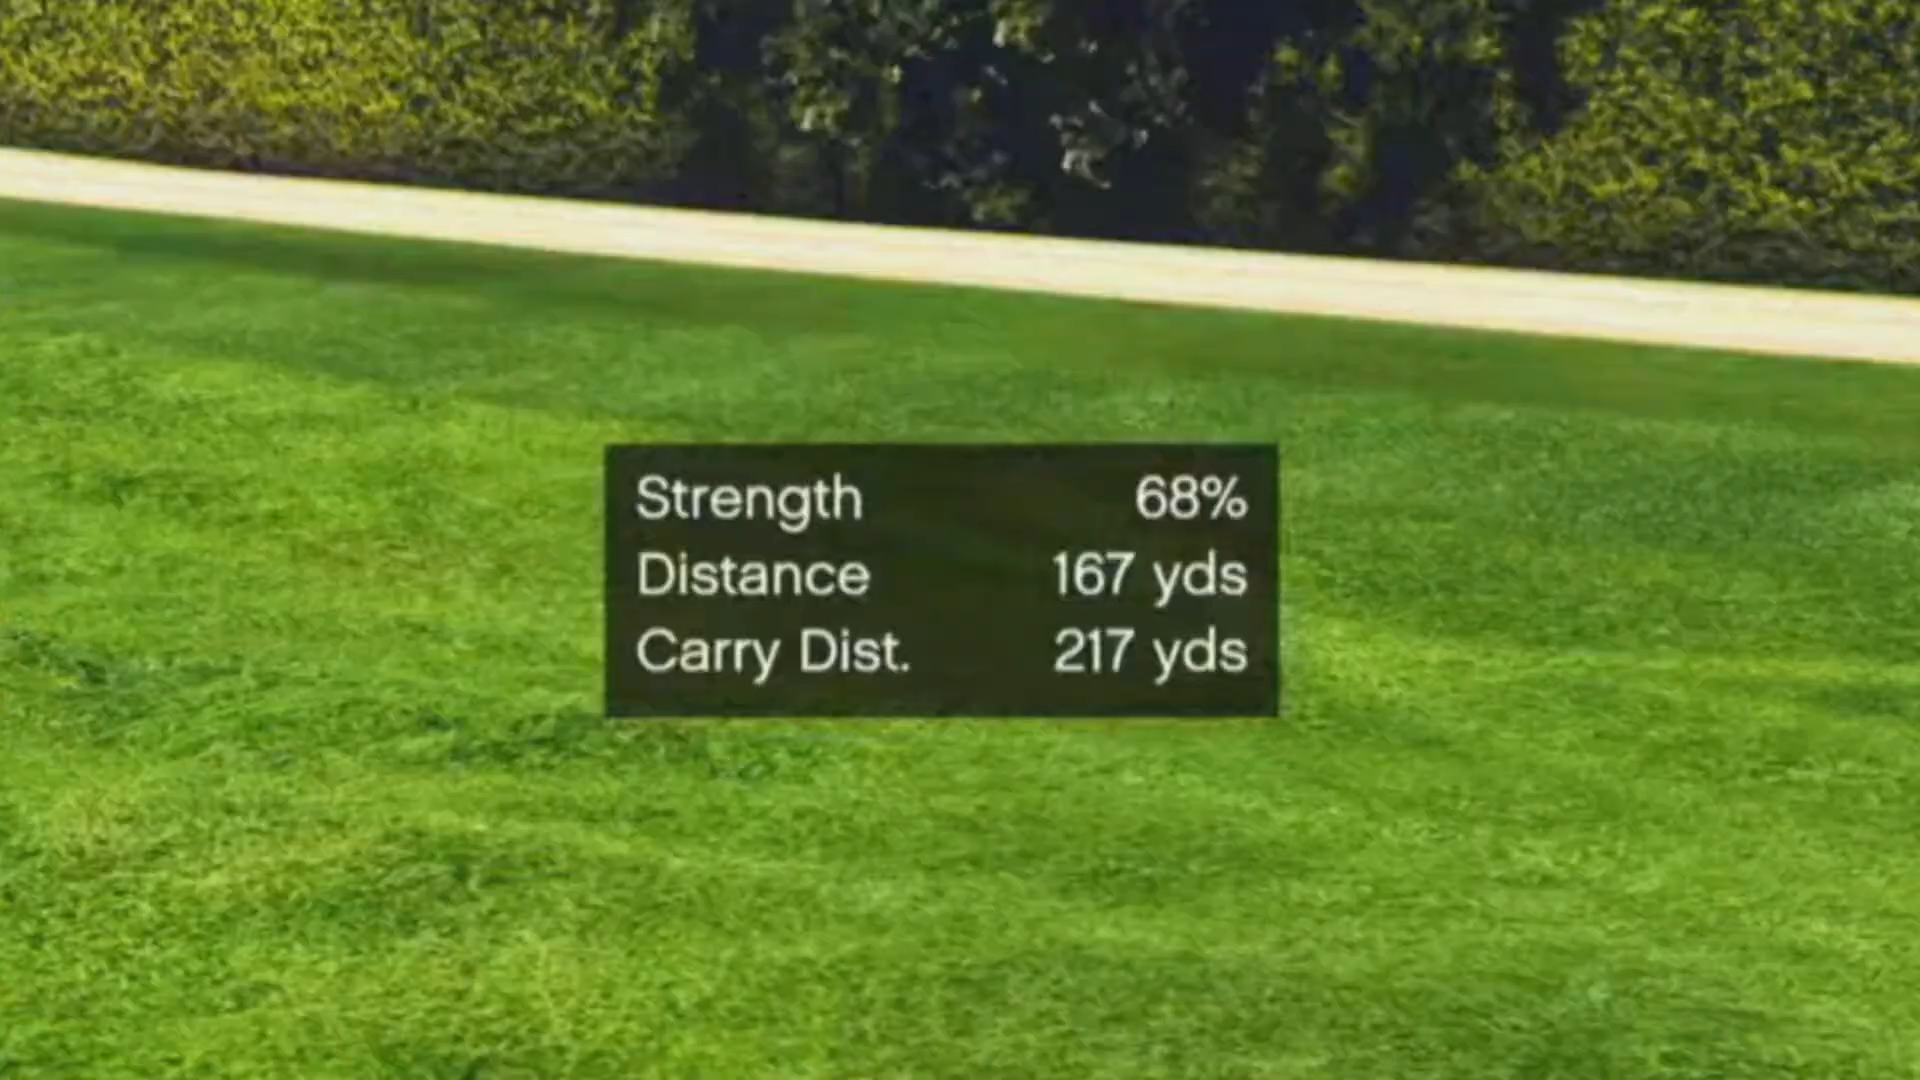 Strength 68%
Distance 167 yds
Carry Dist. 217 yds